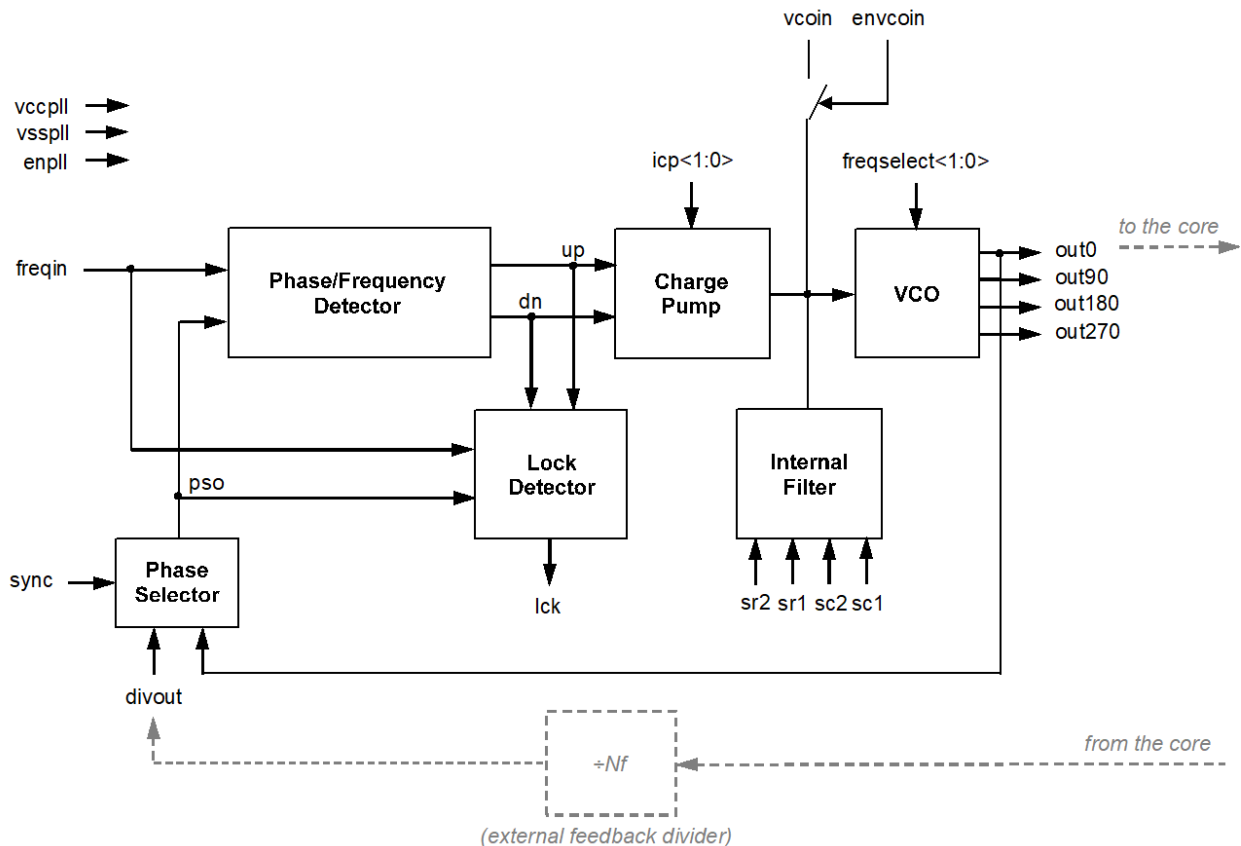 vcoin
envcoin
vccpll
vsspll
enpll
icp<1:0>
freqselect<1:0>
to the core
freqin
Phase/Frequency
Detector
up
dn
Charge
Pump
VCO
out0
out90
out180
out270
Lock
Detector
Internal
Filter
pso
sync
Phase
Selector
lck
sr2
sr1
sc2
sc1
divout
÷Nf
from the core
(external feedback divider)